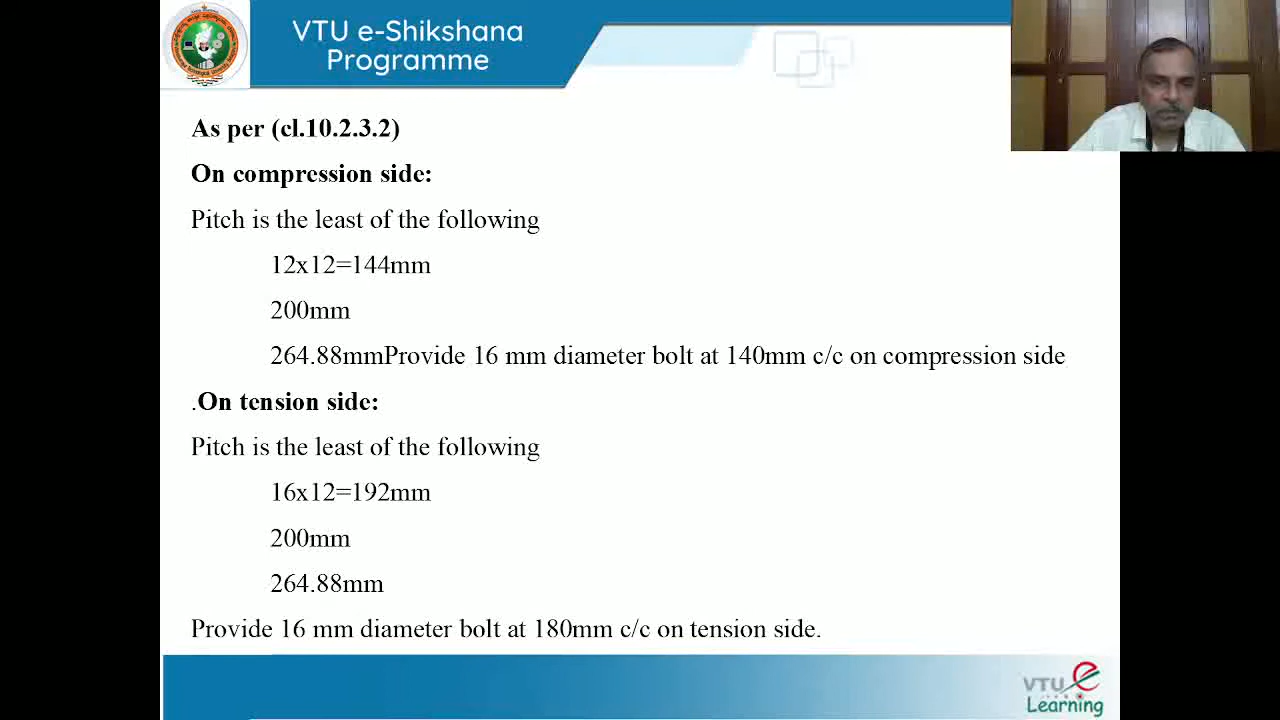 VTU e-Shikshana
Programme
As per (cl.10.2.3.2)
On compression side:
Pitch is the least of the following
12x12=144mm
200mm
264.88mmProvide 16 mm diameter bolt at 140mm c/c on compression side
.On tension side:
Pitch is the least of the following
16x12=192mm
200mm
264.88mm
Provide 16 mm diameter bolt at 180mm c/c on tension side.
VTU e
Learning